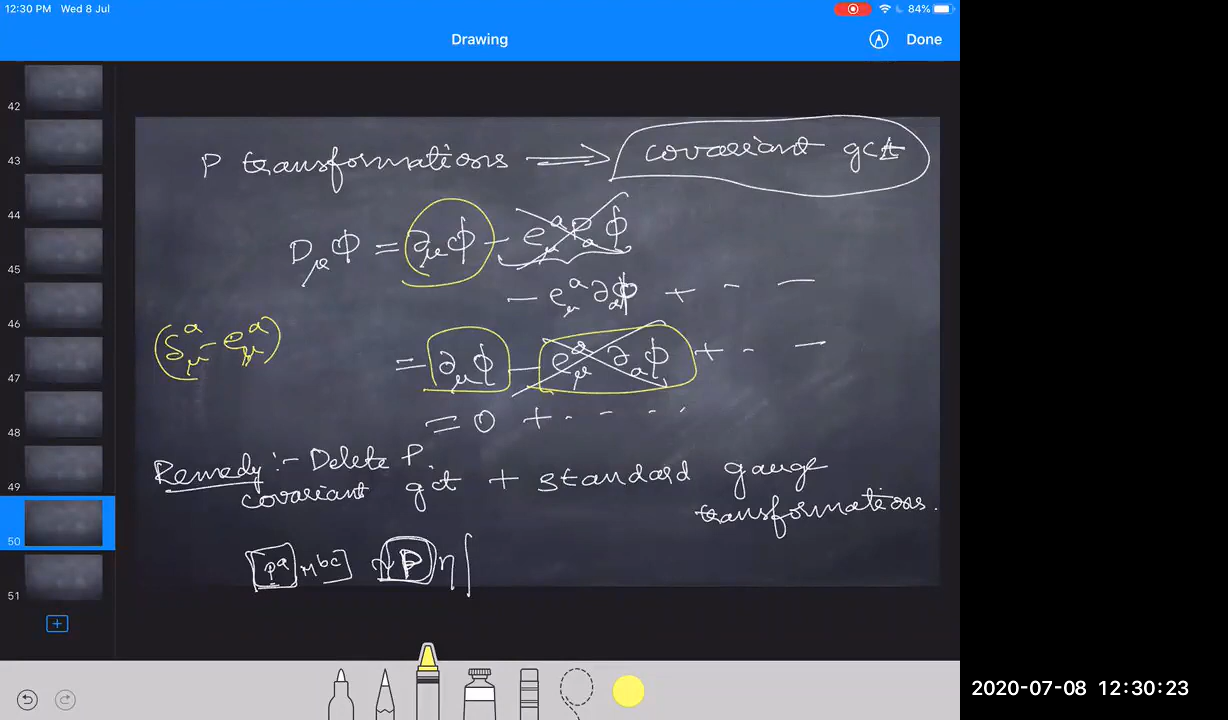 12:30 PM Wed 8 Jul 84%
Drawing Done
42
43
44
45
46
47
48
49
50
51
P transformations ⟹ covariant gct
D_μ ϕ = ∂_μ ϕ − e_μ^a P_a ϕ
− e_μ^a ∂_a ϕ + - -
(δ_μ^a − e_μ^a)
= ∂_μ ϕ − e_μ^a ∂_a ϕ + - -
= 0 + - - - -
Remedy :- Delete P.
covariant gct + standard gauge
transformations.
[P^a, M^bc] ~ P η
2020-07-08 12:30:23